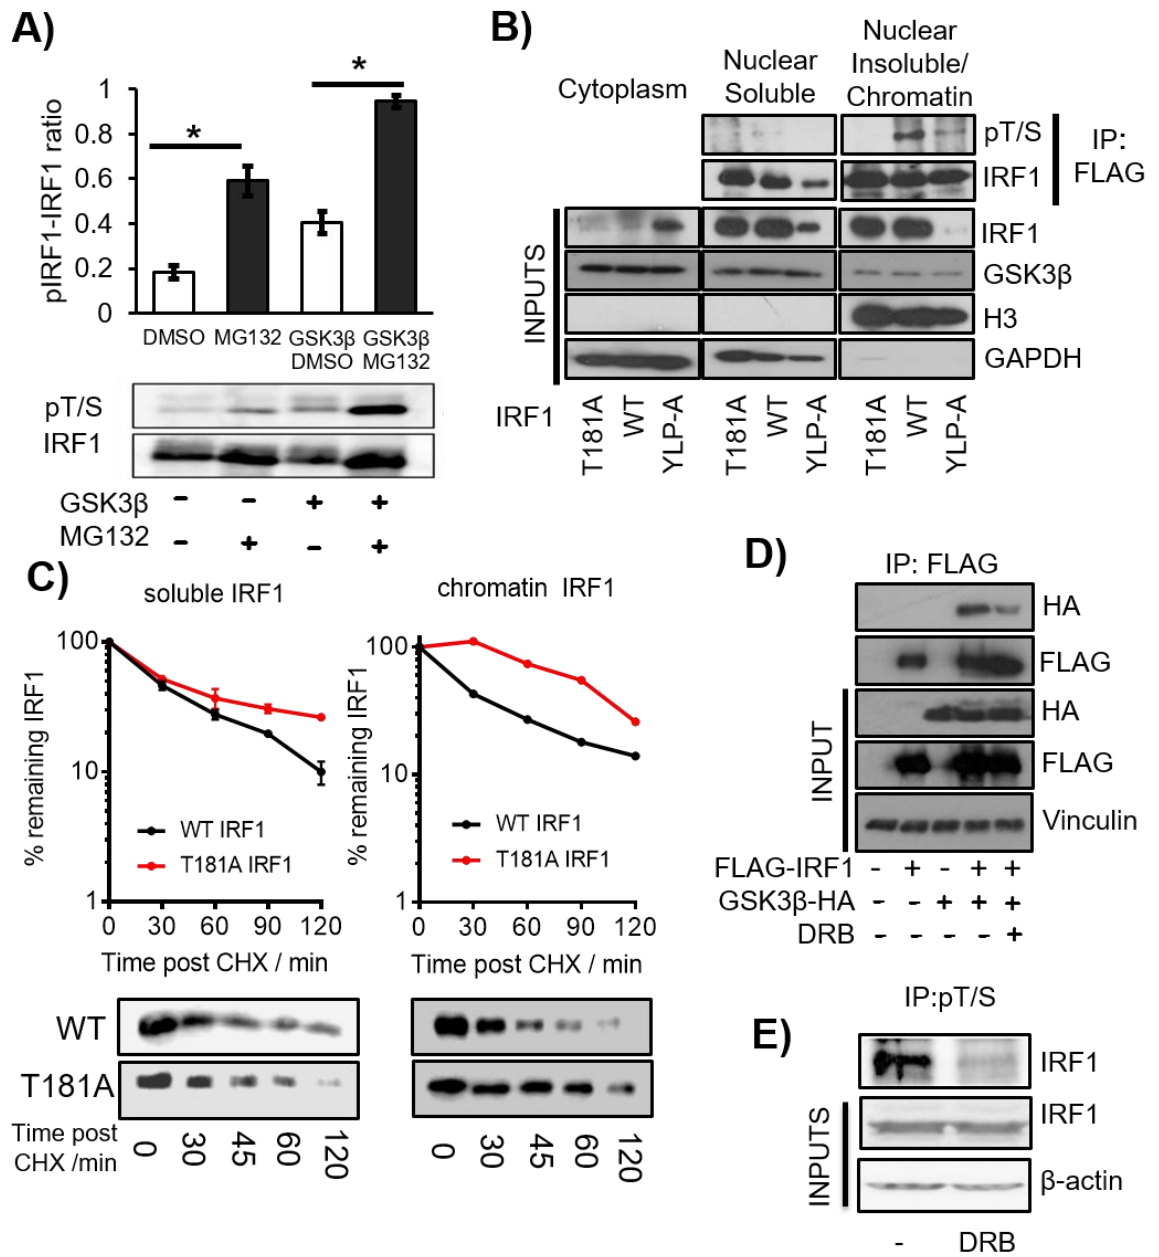 A)
pIRF1-IRF1 ratio
1
0.8
0.6
0.4
0.2
0
*
*
DMSO
MG132
GSK3β
DMSO
GSK3β
MG132
pT/S
IRF1
GSK3β - - + +
MG132 - + - +
B)
Cytoplasm
Nuclear
Soluble
Nuclear
Insoluble/
Chromatin
pT/S
IRF1
IP:
FLAG
INPUTS
IRF1
GSK3β
H3
GAPDH
IRF1
T181A
WT
YLP-A
T181A
WT
YLP-A
T181A
WT
YLP-A
C)
soluble IRF1
% remaining IRF1
100
10
1
WT IRF1
T181A IRF1
0 30 60 90 120
Time post CHX / min
chromatin IRF1
% remaining IRF1
100
10
1
WT IRF1
T181A IRF1
0 30 60 90 120
Time post CHX / min
WT
T181A
Time post
CHX /min
0 30 45 60 120
0 30 45 60 120
D)
IP: FLAG
HA
FLAG
INPUT
HA
FLAG
Vinculin
FLAG-IRF1 - + - + +
GSK3β-HA - - + + +
DRB - - - - +
E)
IP:pT/S
IRF1
INPUTS
IRF1
β-actin
- DRB